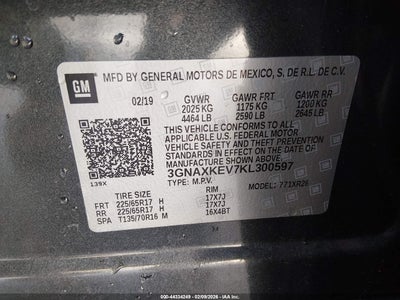 GM
MFD BY GENERAL MOTORS DE MEXICO, S. DE R.L. DE C.V.
02/19 GVWR GAWR FRT GAWR RR
2025 KG 1175 KG 1200 KG
4464 LB 2590 LB 2645 LB
THIS VEHICLE CONFORMS TO ALL
APPLICABLE U.S. FEDERAL MOTOR
VEHICLE SAFETY AND THEFT PREVENTION
STANDARDS IN EFFECT ON THE DATE OF
MANUFACTURE SHOWN ABOVE.
3GNAXKEV7KL300597
139X TYPE: M.P.V. MODEL: 771XR26
TIRE SIZE RIM
FRT 225/65R17 H 17X7J
RR 225/65R17 H 17X7J
SPA T135/70R16 M 16X4BT
©000-44334249 - 02/09/2026 - IAA Inc.